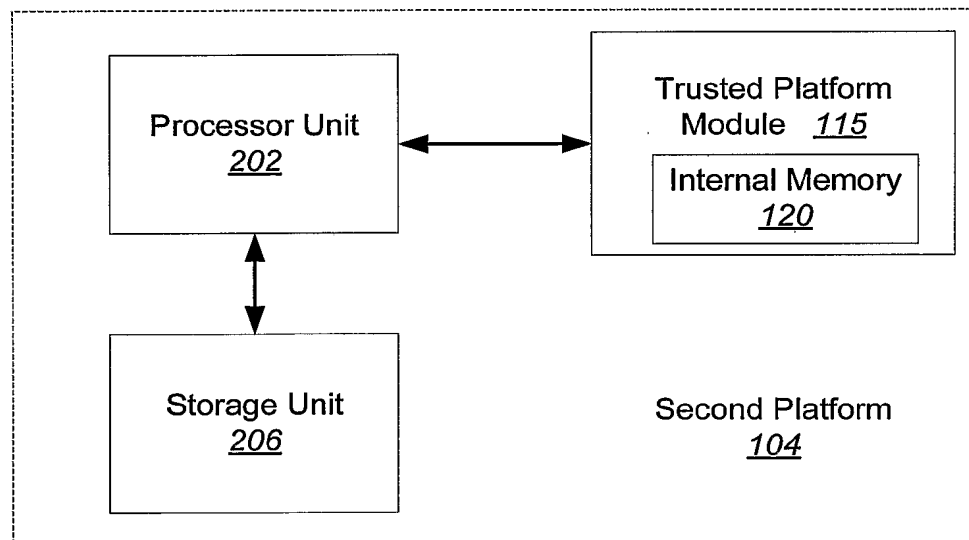 Processor Unit
202
Trusted Platform
Module 115
Internal Memory
120
Storage Unit
206
Second Platform
104